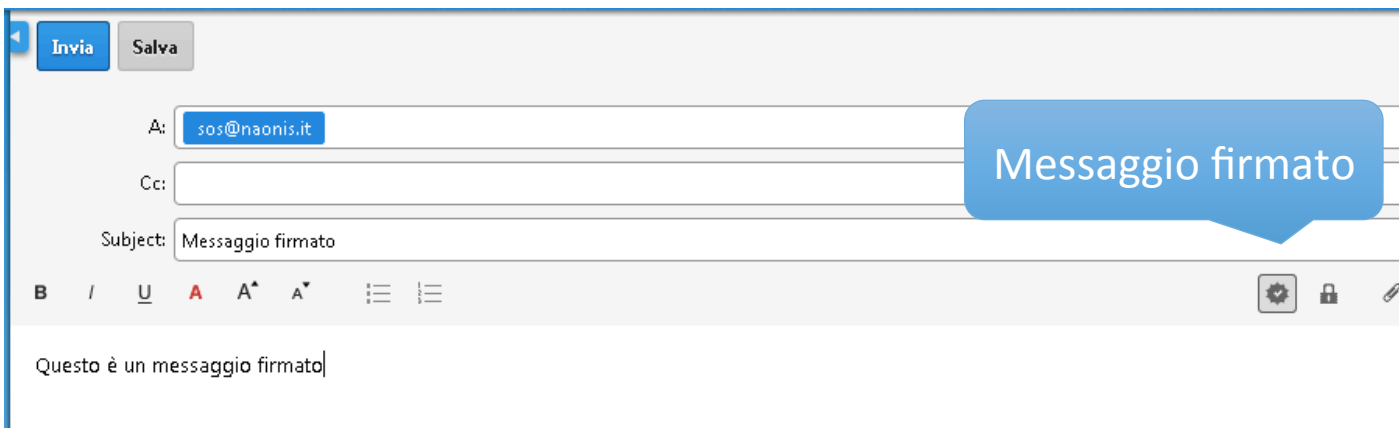 Invia Salva
A: sos@naonis.it
Messaggio firmato
Cc:
Subject: Messaggio firmato
B I U A A A
Questo è un messaggio firmato